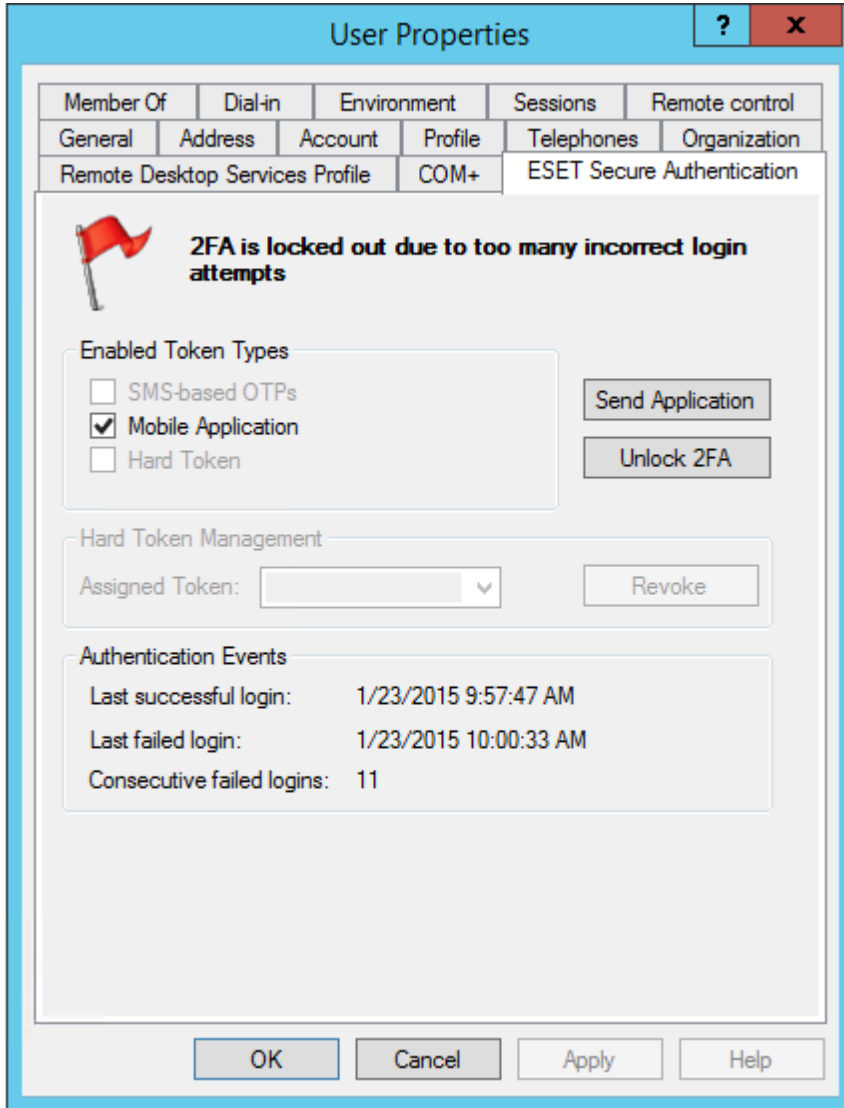 User Properties
?
x
Member Of
Dial-in
Environment
Sessions
Remote control
General
Address
Account
Profile
Telephones
Organization
Remote Desktop Services Profile
COM+
ESET Secure Authentication
2FA is locked out due to too many incorrect login
attempts
Enabled Token Types
SMS-based OTPs
Mobile Application
Hard Token
Send Application
Unlock 2FA
Hard Token Management
Assigned Token:
Revoke
Authentication Events
Last successful login: 1/23/2015 9:57:47 AM
Last failed login: 1/23/2015 10:00:33 AM
Consecutive failed logins: 11
OK
Cancel
Apply
Help